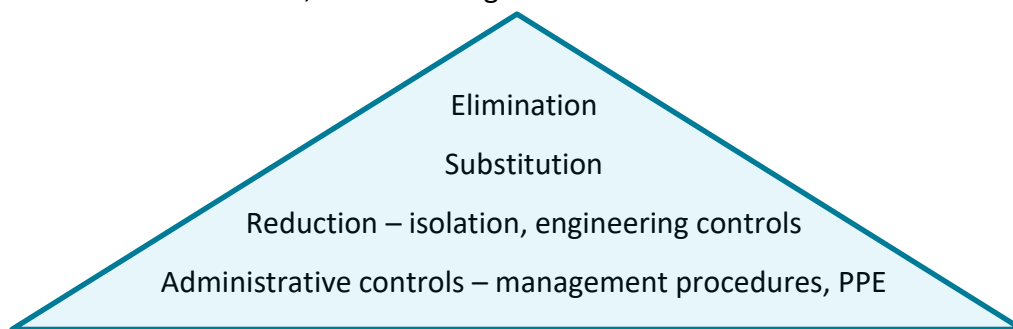 Elimination
Substitution
Reduction – isolation, engineering controls
Administrative controls – management procedures, PPE